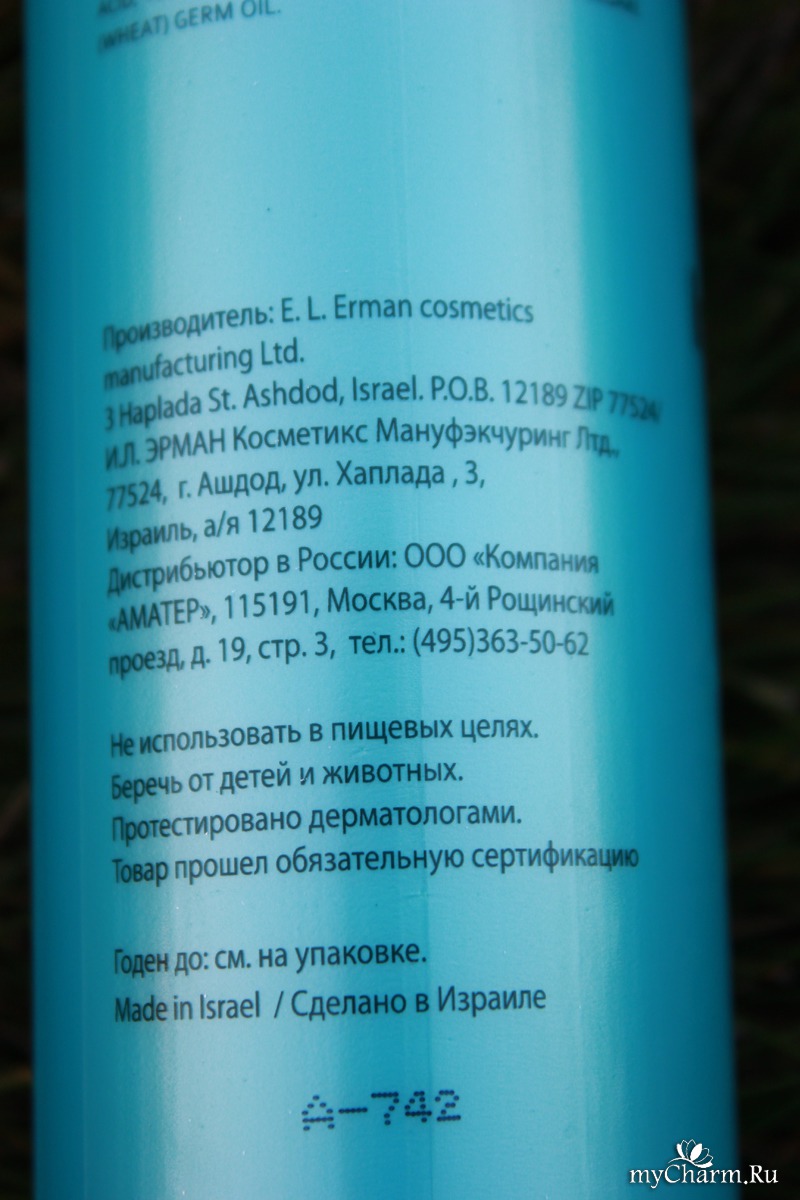 (WHEAT) GERM OIL.
Производитель: E. L. Erman cosmetics
manufacturing Ltd.
3 Haplada St. Ashdod, Israel. P.O.B. 12189 ZIP 77524/
И.Л. ЭРМАН Косметикс Мануфэкчуринг Лтд.,
77524, г. Ашдод, ул. Хаплада , 3,
Израиль, а/я 12189
Дистрибьютор в России: ООО «Компания
«АМАТЕР», 115191, Москва, 4-й Рощинский
проезд, д. 19, стр. 3, тел.: (495)363-50-62
Не использовать в пищевых целях.
Беречь от детей и животных.
Протестировано дерматологами.
Товар прошел обязательную сертификацию
Годен до: см. на упаковке.
Made in Israel / Сделано в Израиле
A-742
myCharm.Ru